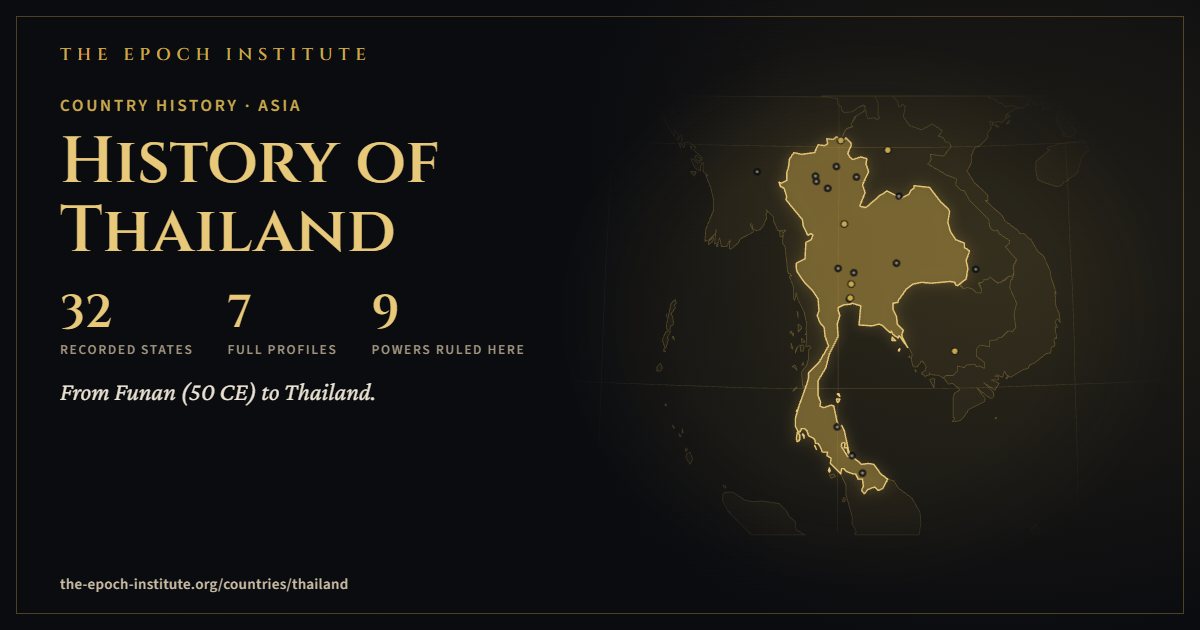 THE EPOCH INSTITUTE
COUNTRY HISTORY · ASIA
HISTORY OF
THAILAND
32 7 9
RECORDED STATES FULL PROFILES POWERS RULED HERE
From Funan (50 CE) to Thailand.
the-epoch-institute.org/countries/thailand